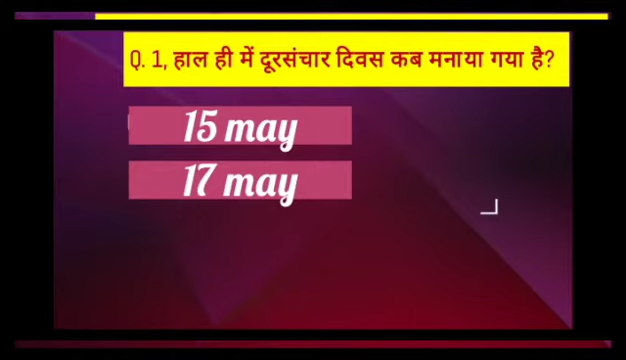 Q. 1, हाल ही में दूरसंचार दिवस कब मनाया गया है?
15 may
17 may